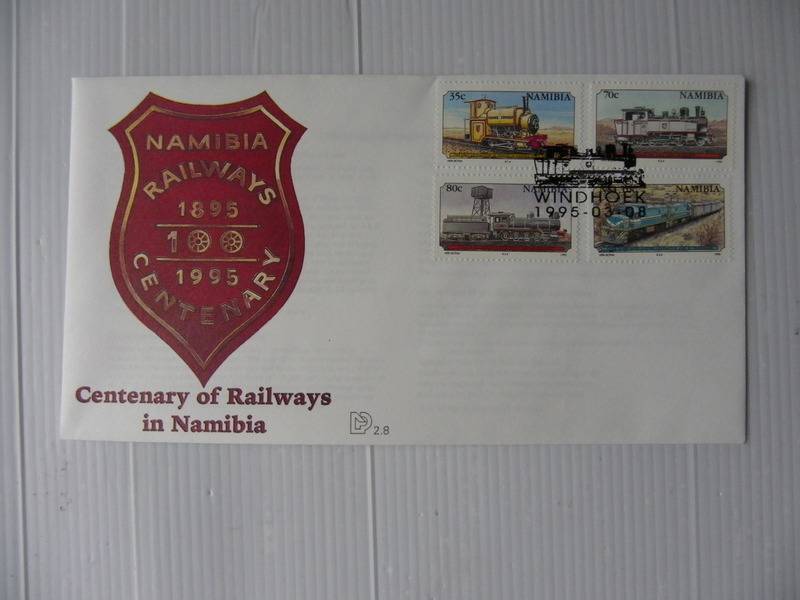 NAMIBIA
RAILWAYS
1895
100
1995
CENTENARY
Centenary of Railways
in Namibia
2.8
35c NAMIBIA
70c NAMIBIA
80c
NAMIBIA
WINDHOEK
1995-03-08